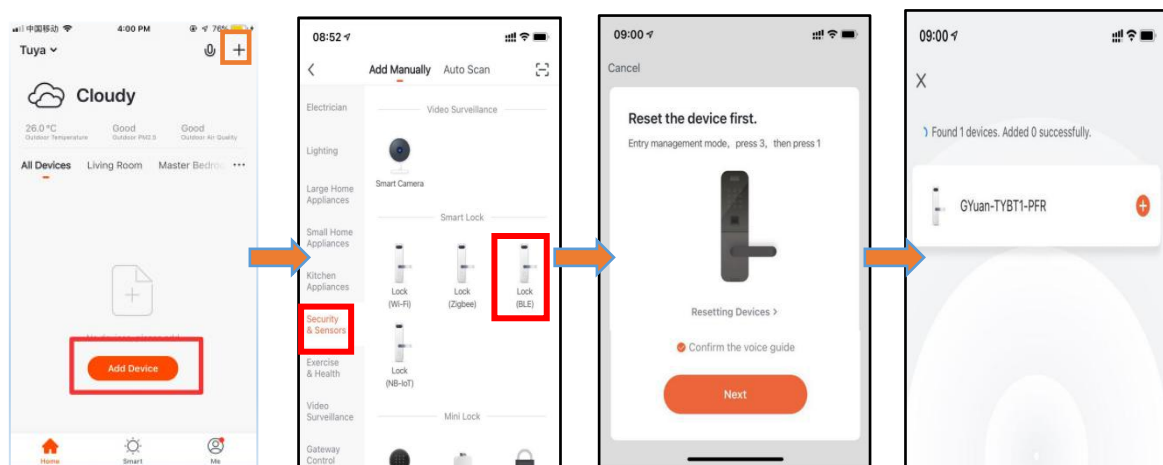 中国移动
4:00 PM
76%
Tuya
Cloudy
26.0 °C
Outdoor Temperature
Good
Outdoor PM2.5
Good
Outdoor Air Quality
All Devices
Living Room
Master
Add Device
Home
Smart
Me
08:52
Add Manually
Auto Scan
Electrician
Lighting
Large Home
Appliances
Small Home
Appliances
Kitchen
Appliances
Security
& Sensors
Exercise
& Health
Video
Surveillance
Gateway
Control
Video Surveillance
Smart Camera
Smart Lock
Lock
(Wi-Fi)
Lock
(Zigbee)
Lock
(BLE)
Lock
(NB-IoT)
Mini Lock
09:00
Cancel
Reset the device first.
Entry management mode, press 3, then press 1
Resetting Devices >
Confirm the voice guide
Next
09:00
Found 1 devices. Added 0 successfully.
GYuan-TYBT1-PFR